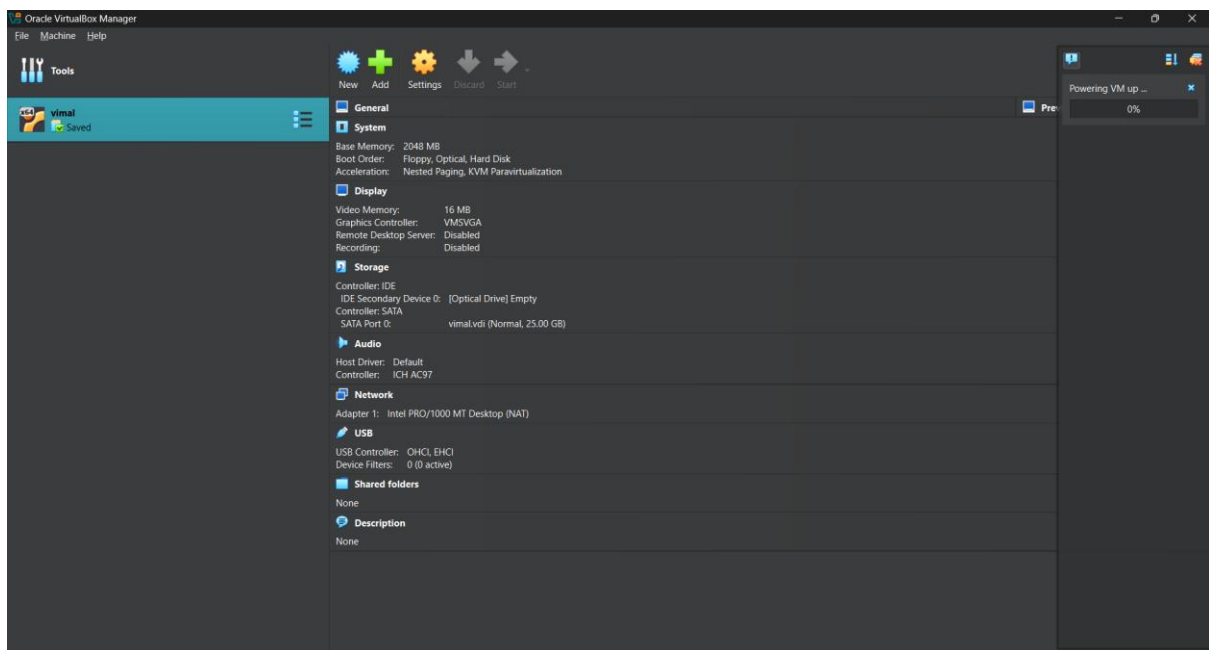 Oracle VirtualBox Manager
File Machine Help
Tools
New Add Settings Discard Start
x64
vimal
Saved
General
System
Base Memory: 2048 MB
Boot Order: Floppy, Optical, Hard Disk
Acceleration: Nested Paging, KVM Paravirtualization
Display
Video Memory: 16 MB
Graphics Controller: VMSVGA
Remote Desktop Server: Disabled
Recording: Disabled
Storage
Controller: IDE
IDE Secondary Device 0: [Optical Drive] Empty
Controller: SATA
SATA Port 0: vimal.vdi (Normal, 25.00 GB)
Audio
Host Driver: Default
Controller: ICH AC97
Network
Adapter 1: Intel PRO/1000 MT Desktop (NAT)
USB
USB Controller: OHCI, EHCI
Device Filters: 0 (0 active)
Shared folders
None
Description
None
Pre
Powering VM up ...
0%